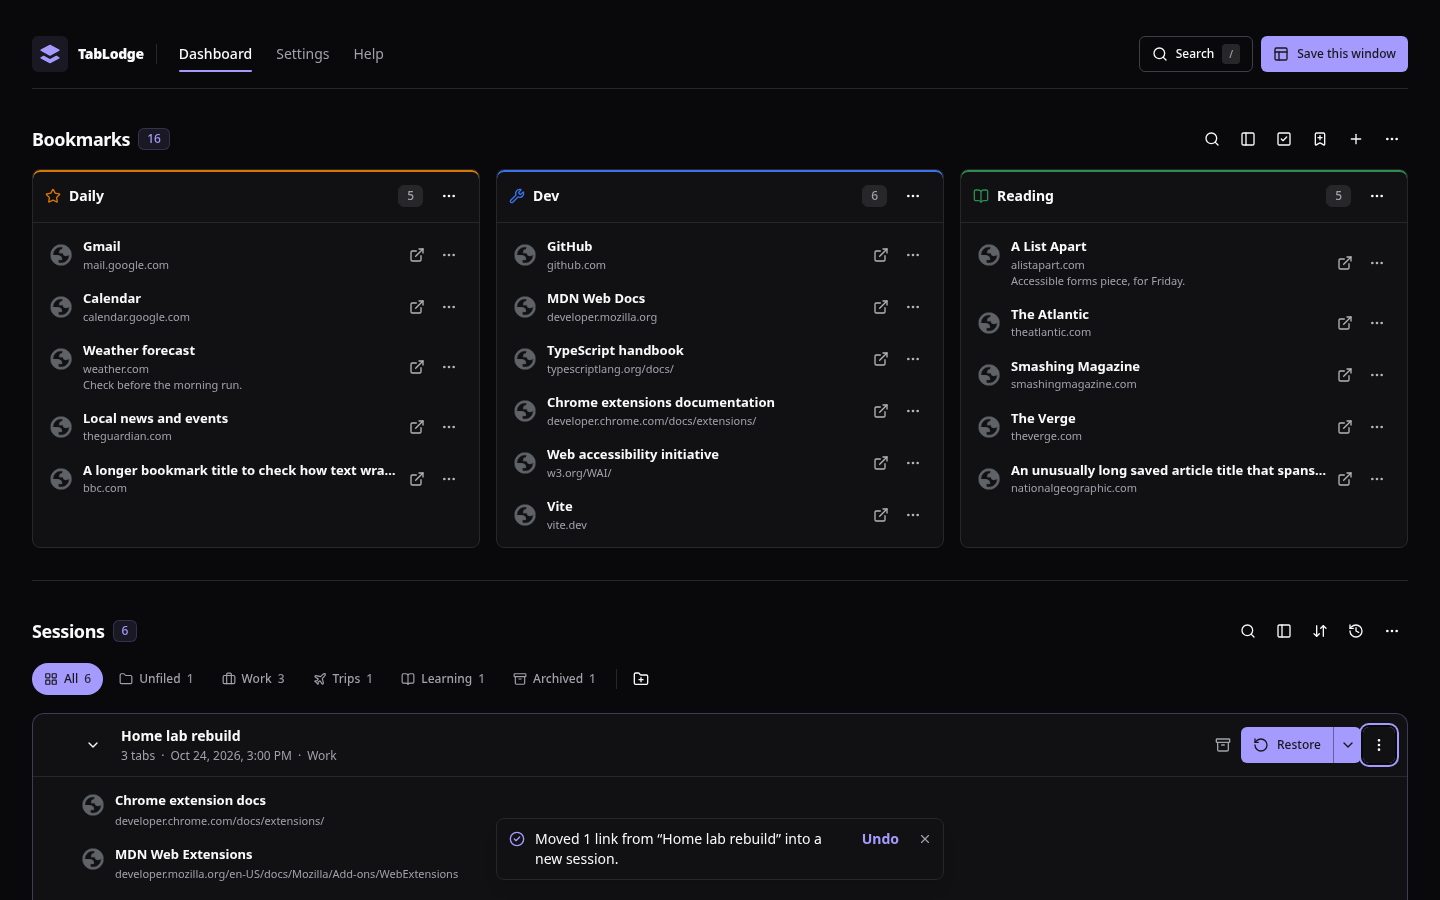 TabLodge
Dashboard
Settings
Help
Search /
Save this window
Bookmarks 16
Daily 5
Gmail
mail.google.com
Calendar
calendar.google.com
Weather forecast
weather.com
Check before the morning run.
Local news and events
theguardian.com
A longer bookmark title to check how text wra...
bbc.com
Dev 6
GitHub
github.com
MDN Web Docs
developer.mozilla.org
TypeScript handbook
typescriptlang.org/docs/
Chrome extensions documentation
developer.chrome.com/docs/extensions/
Web accessibility initiative
w3.org/WAI/
Vite
vite.dev
Reading 5
A List Apart
alistapart.com
Accessible forms piece, for Friday.
The Atlantic
theatlantic.com
Smashing Magazine
smashingmagazine.com
The Verge
theverge.com
An unusually long saved article title that spans...
nationalgeographic.com
Sessions 6
All 6
Unfiled 1
Work 3
Trips 1
Learning 1
Archived 1
Home lab rebuild
3 tabs · Oct 24, 2026, 3:00 PM · Work
Restore
Chrome extension docs
developer.chrome.com/docs/extensions/
MDN Web Extensions
developer.mozilla.org/en-US/docs/Mozilla/Add-ons/WebExtensions
Moved 1 link from “Home lab rebuild” into a
new session.
Undo